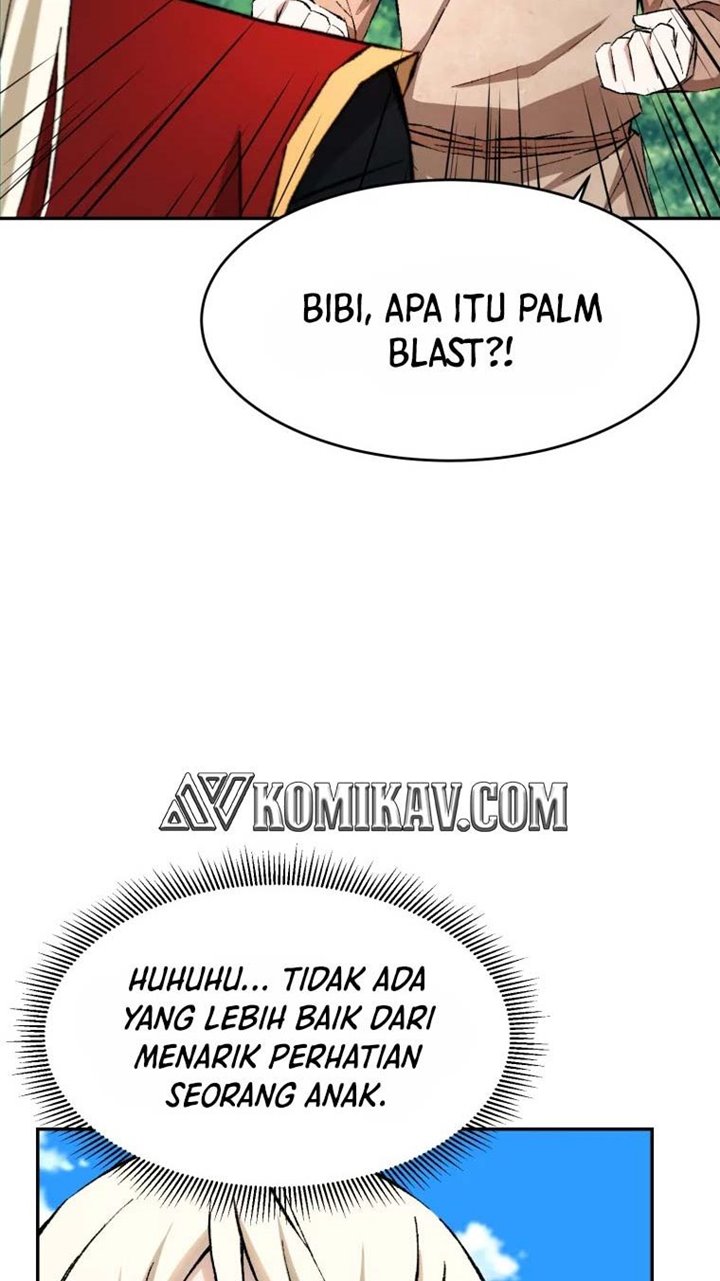 BIBI, APA ITU PALM
BLAST?!
KOMIKAV.COM
HUHUHU... TIDAK ADA
YANG LEBIH BAIK DARI
MENARIK PERHATIAN
SEORANG ANAK.